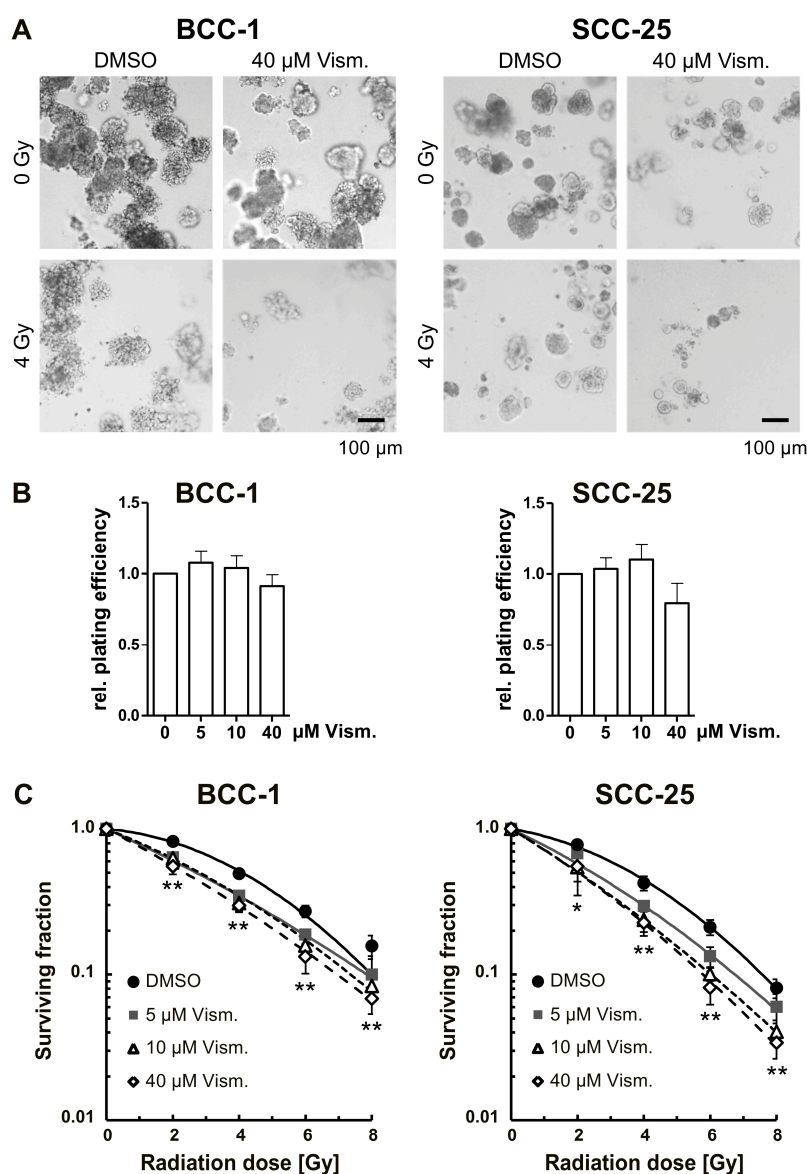 A
BCC-1
SCC-25
DMSO
40 µM Vism.
DMSO
40 µM Vism.
0 Gy
0 Gy
4 Gy
4 Gy
100 µm
100 µm
B
BCC-1
SCC-25
rel. plating efficiency
1.5
1.0
0.5
0.0
0 5 10 40 µM Vism.
rel. plating efficiency
1.5
1.0
0.5
0.0
0 5 10 40 µM Vism.
C
BCC-1
SCC-25
Surviving fraction
1.0
0.1
0.01
**
**
**
**
DMSO
5 µM Vism.
10 µM Vism.
40 µM Vism.
0 2 4 6 8
Radiation dose [Gy]
Surviving fraction
1.0
0.1
0.01
*
**
**
**
DMSO
5 µM Vism.
10 µM Vism.
40 µM Vism.
0 2 4 6 8
Radiation dose [Gy]